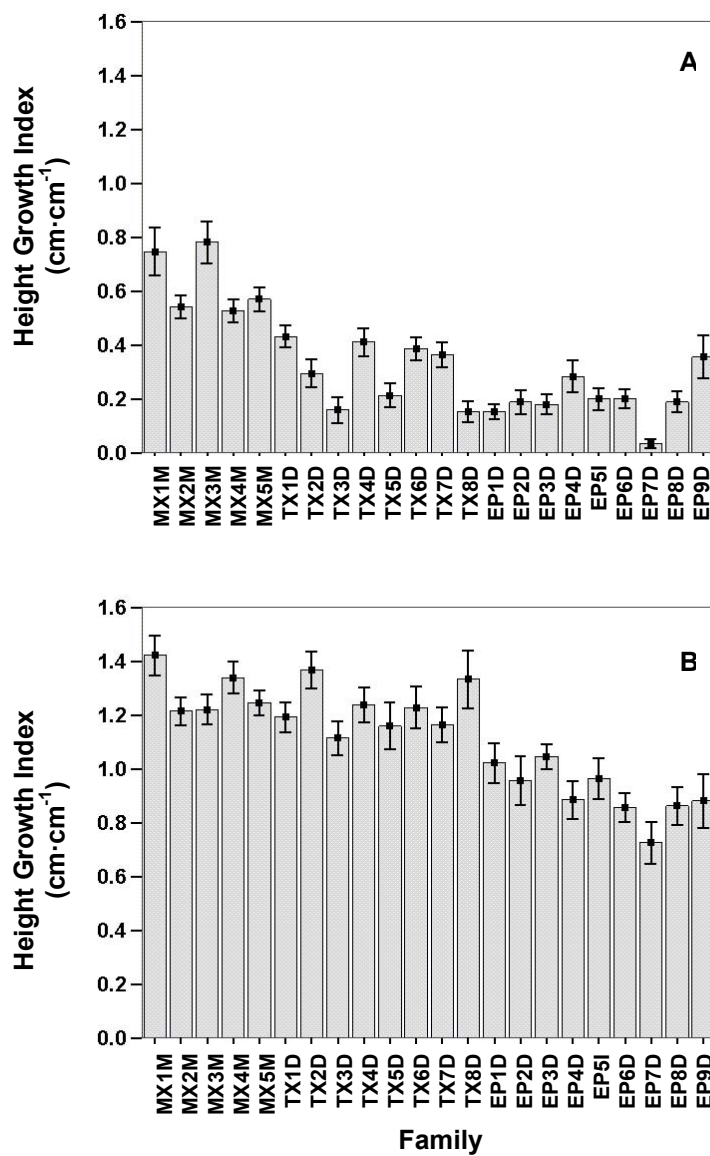 A
Height Growth Index
(cm·cm⁻¹)
1.6
1.4
1.2
1.0
0.8
0.6
0.4
0.2
0.0
MX1M MX2M MX3M MX4M MX5M TX1D TX2D TX3D TX4D TX5D TX6D TX7D TX8D EP1D EP2D EP3D EP4D EP5I EP6D EP7D EP8D EP9D
B
Height Growth Index
(cm·cm⁻¹)
1.6
1.4
1.2
1.0
0.8
0.6
0.4
0.2
0.0
MX1M MX2M MX3M MX4M MX5M TX1D TX2D TX3D TX4D TX5D TX6D TX7D TX8D EP1D EP2D EP3D EP4D EP5I EP6D EP7D EP8D EP9D
Family